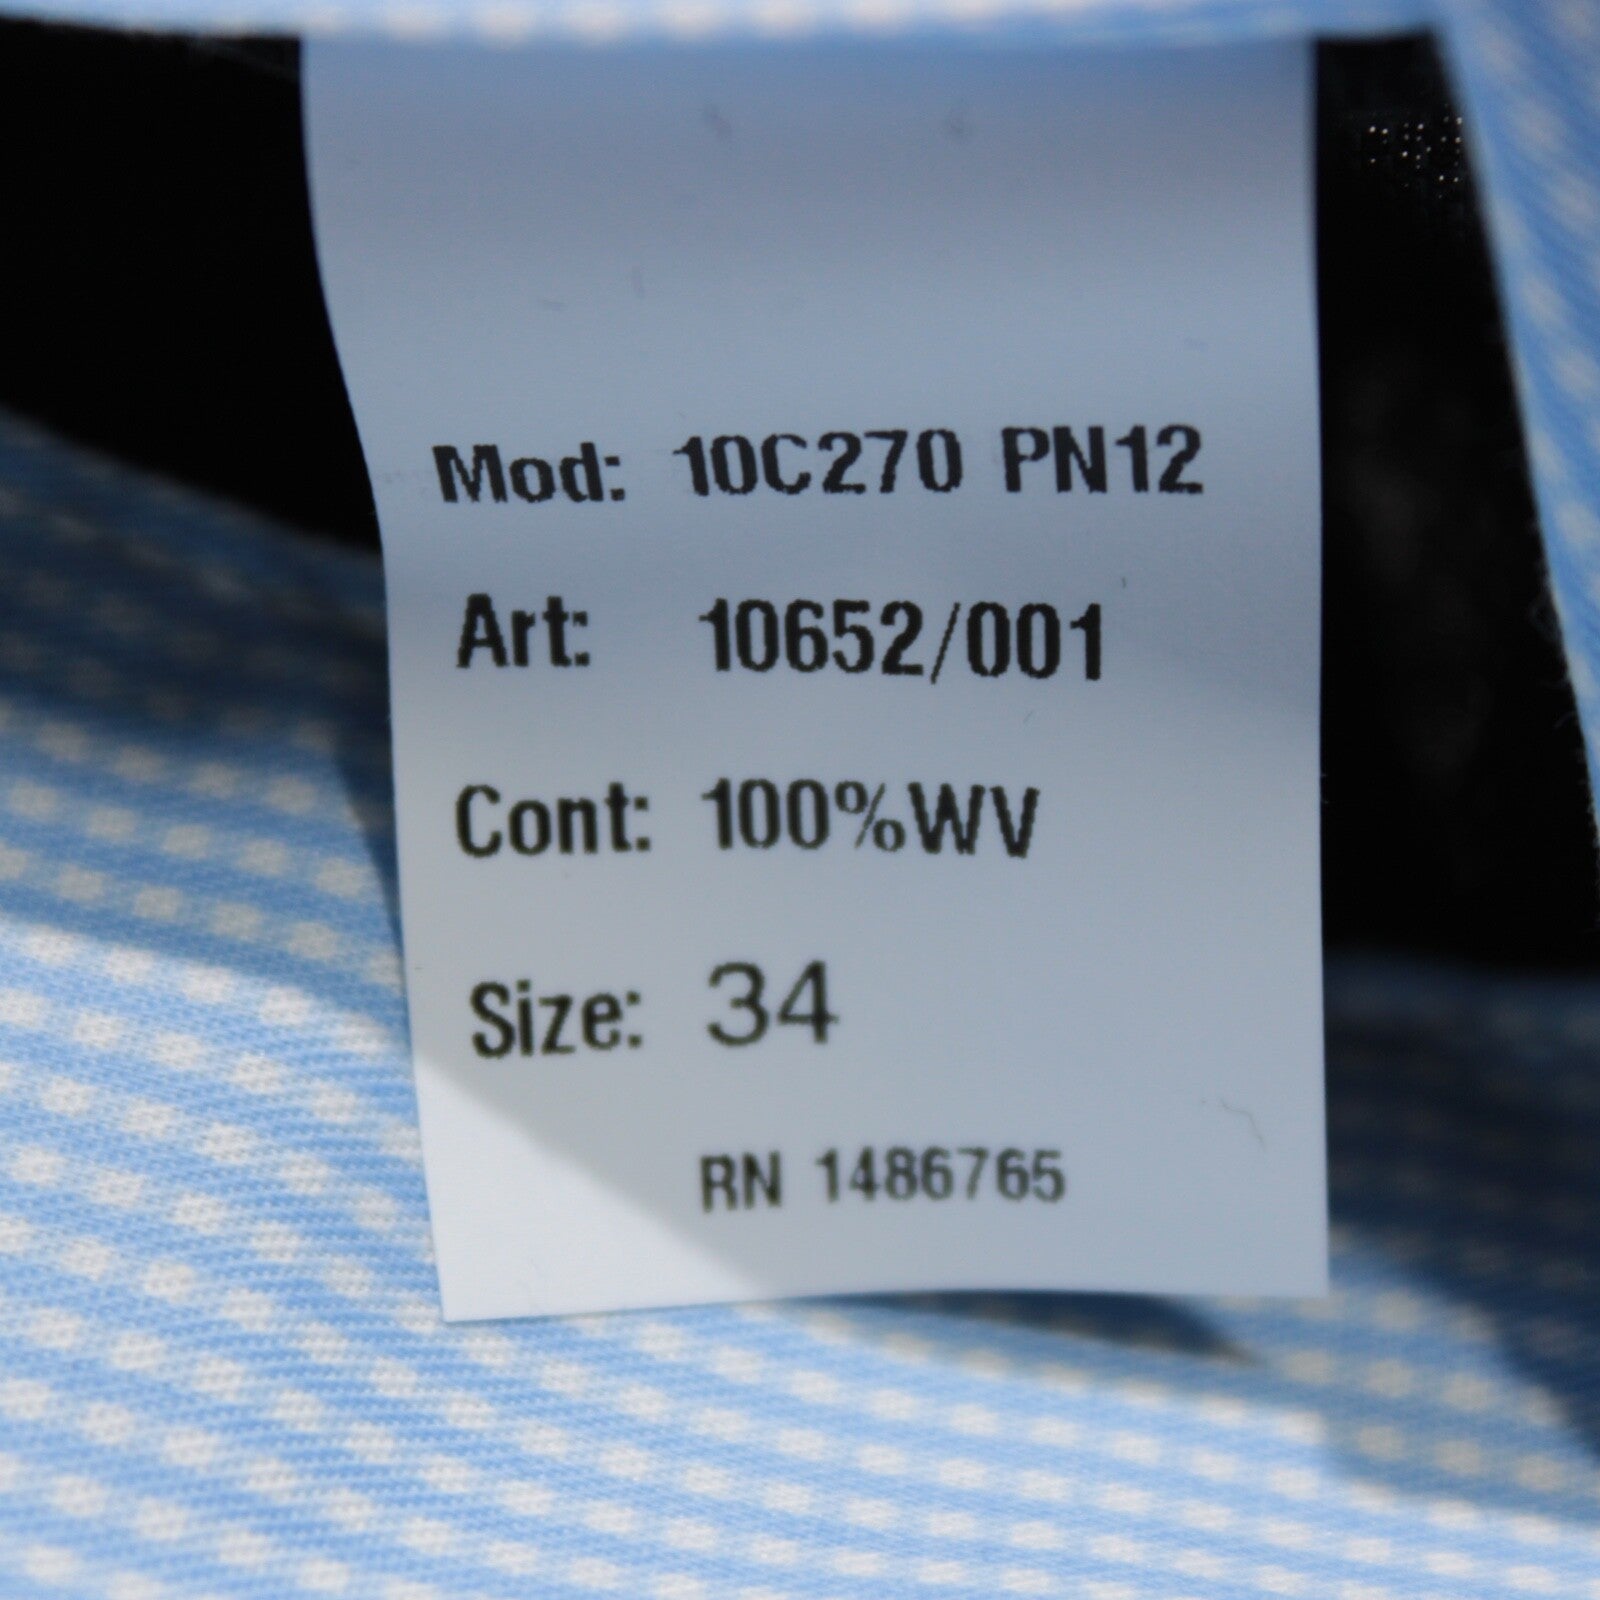 Mod: 10C270 PN12
Art: 10652/001
Cont: 100%WV
Size: 34
RN 1486765